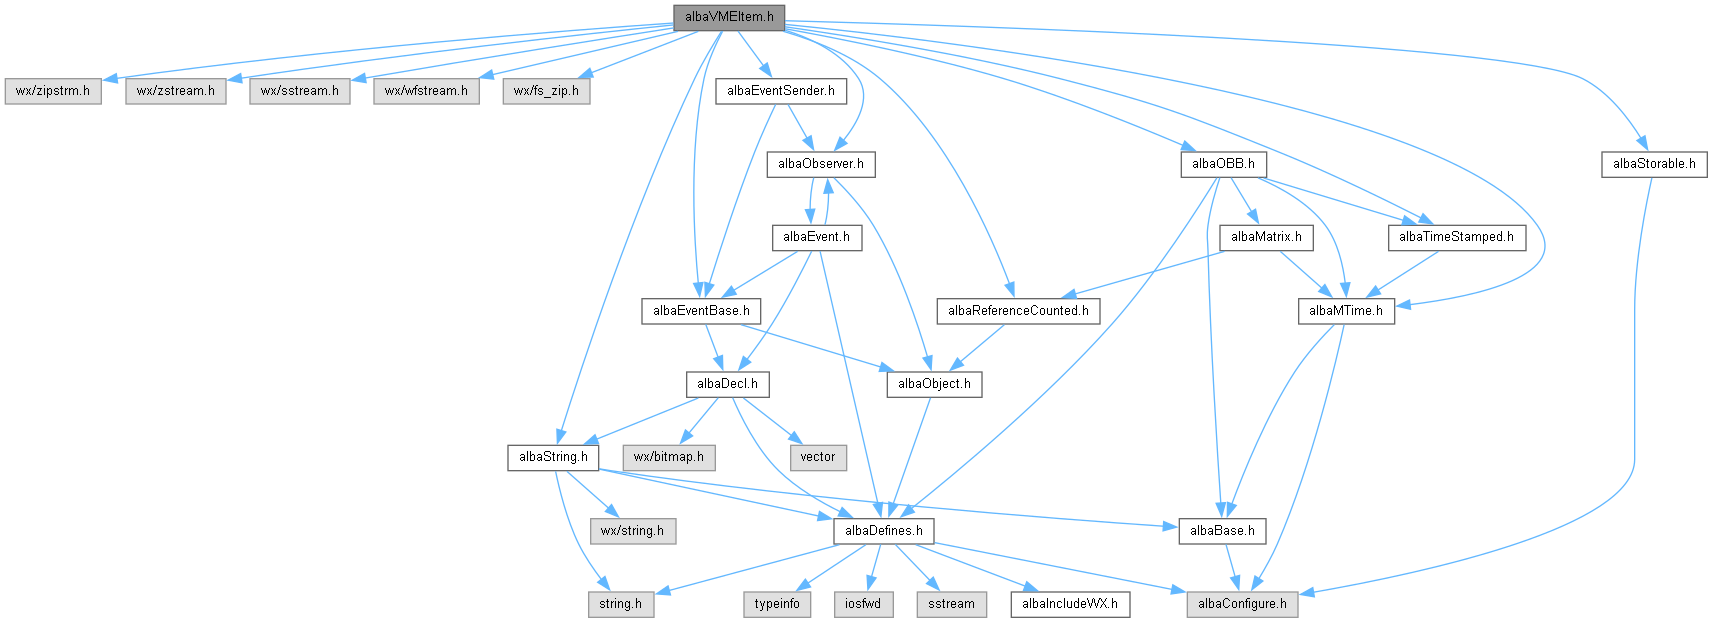 albaVMEItem.h
wx/zipstrm.h
wx/zstream.h
wx/sstream.h
wx/wfstream.h
wx/fs_zip.h
albaEventSender.h
albaObserver.h
albaOBB.h
albaStorable.h
albaEvent.h
albaMatrix.h
albaTimeStamped.h
albaEventBase.h
albaReferenceCounted.h
albaMTime.h
albaDecl.h
albaObject.h
albaString.h
wx/bitmap.h
vector
wx/string.h
albaDefines.h
albaBase.h
string.h
typeinfo
iosfwd
sstream
albaIncludeWX.h
albaConfigure.h